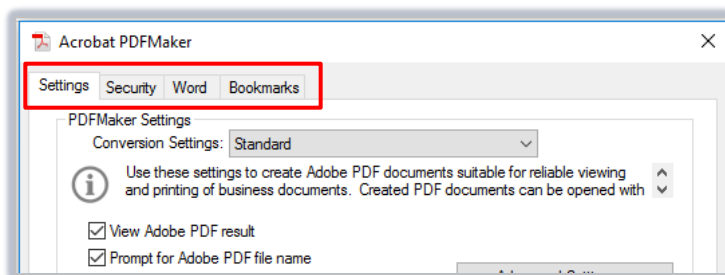 Acrobat PDFMaker
Settings Security Word Bookmarks
PDFMaker Settings
Conversion Settings: Standard
Use these settings to create Adobe PDF documents suitable for reliable viewing
and printing of business documents. Created PDF documents can be opened with
View Adobe PDF result
Prompt for Adobe PDF file name